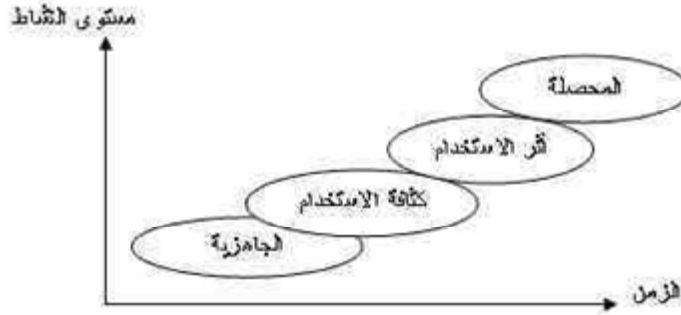 مستوى النشاط
المحصلة
أثر الاستخدام
كثافة الاستخدام
الجاهزية
الزمن